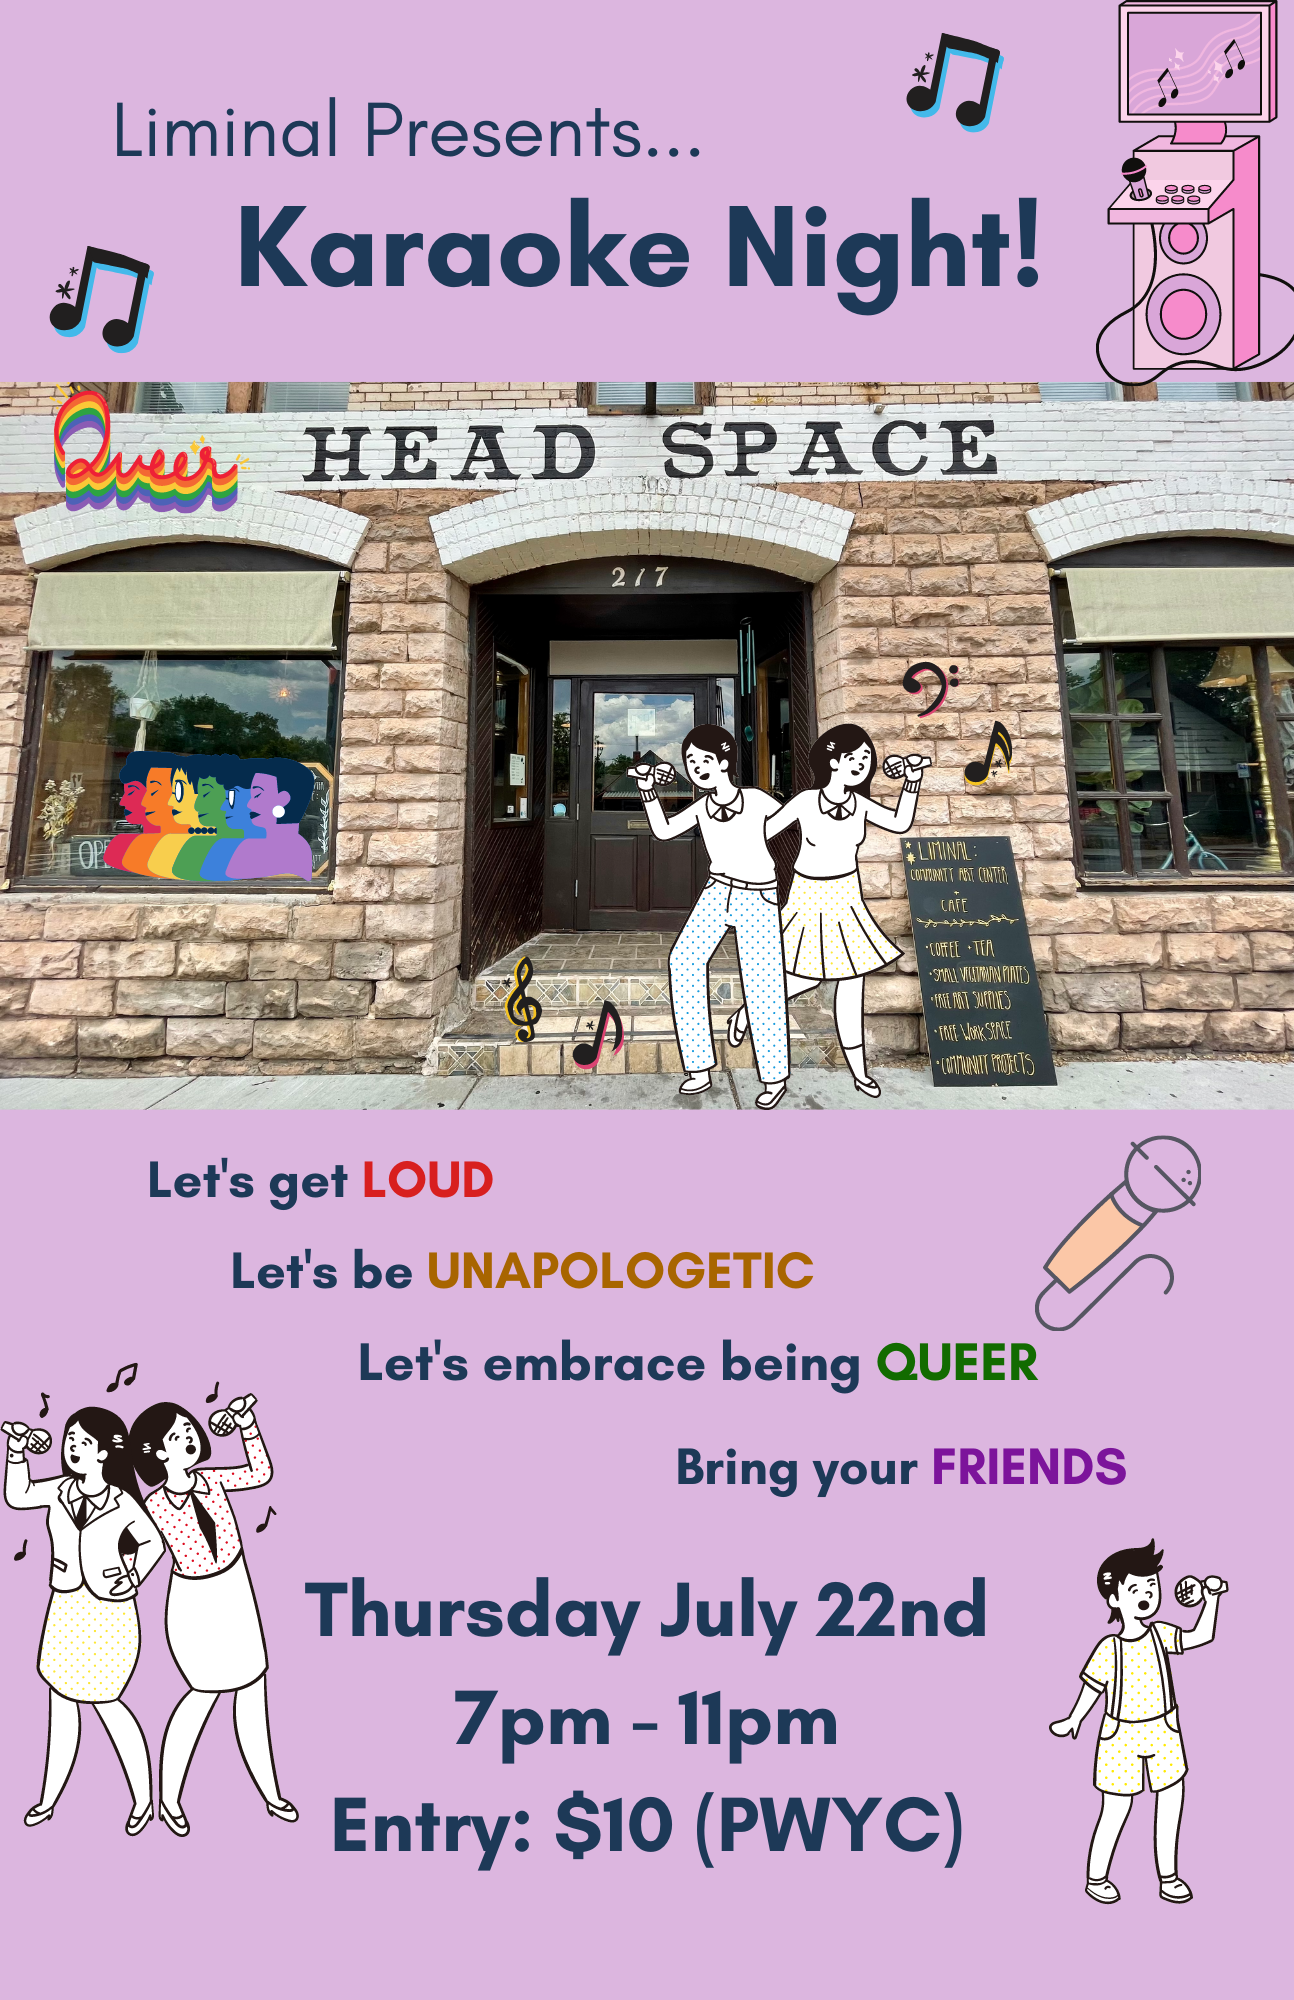 Liminal Presents...
Karaoke Night!
Queer
HEAD SPACE
217
OPE
LIMINAL:
COMMUNITY ART CENTER
+
CAFE
• COFFEE • TEA
• SMALL VEGETARIAN PLATES
• FREE ART SUPPLIES
• FREE WORKSPACE
• COMMUNITY PROJECTS
Let's get LOUD
Let's be UNAPOLOGETIC
Let's embrace being QUEER
Bring your FRIENDS
Thursday July 22nd
7pm - 11pm
Entry: $10 (PWYC)